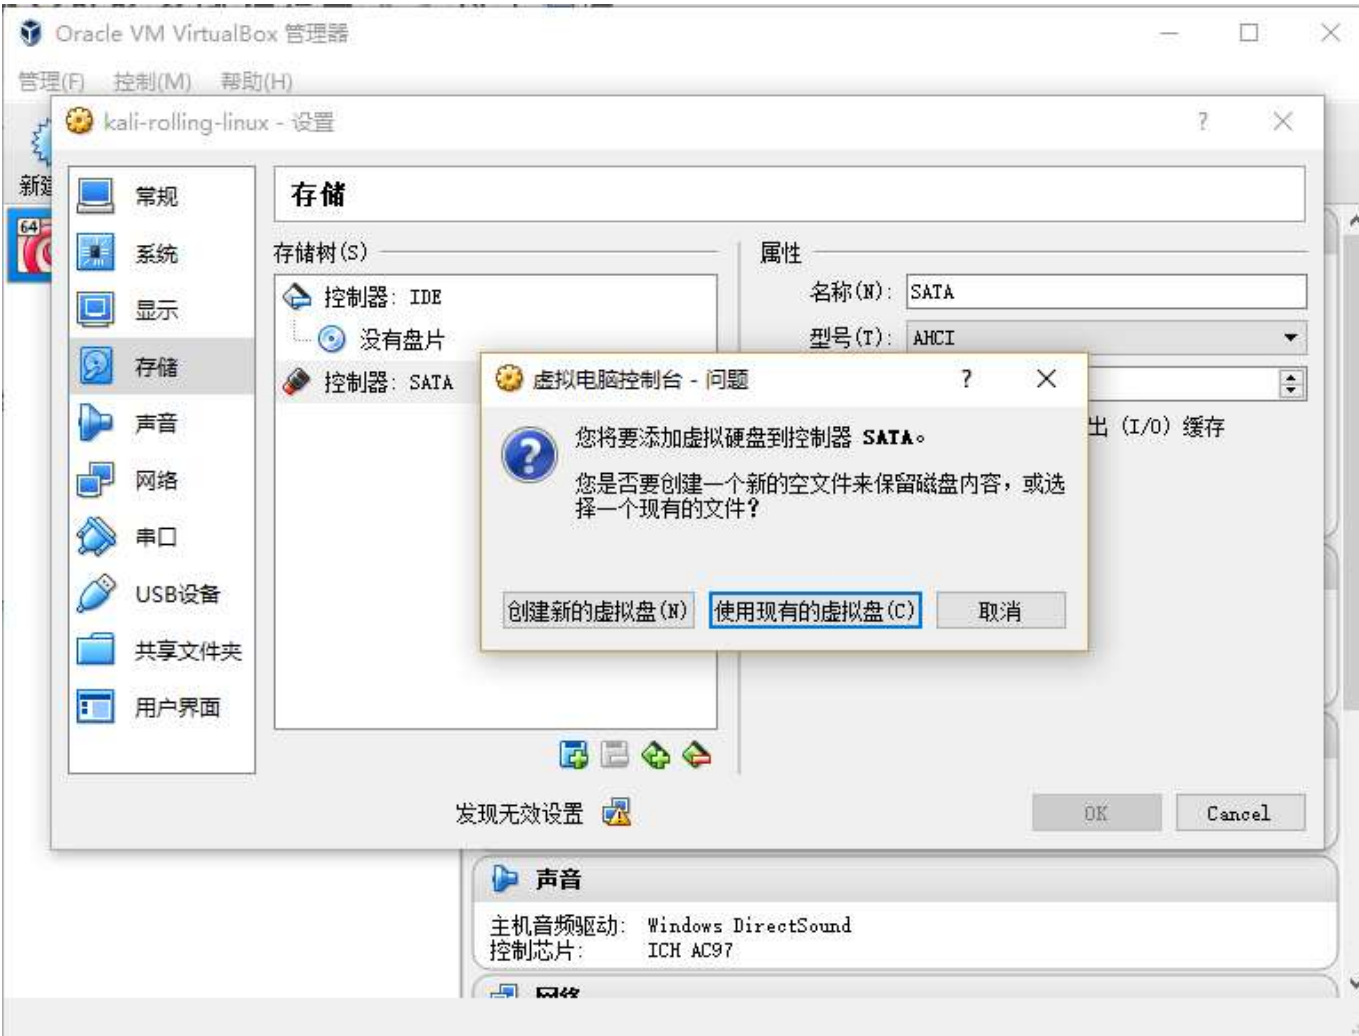 Oracle VM VirtualBox 管理器
管理(F) 控制(M) 帮助(H)
kali-rolling-linux - 设置
新建
64
常规
系统
显示
存储
声音
网络
串口
USB设备
共享文件夹
用户界面
存储
存储树(S)
控制器: IDE
没有盘片
控制器: SATA
属性
名称(N): SATA
型号(T): AHCI
出 (I/O) 缓存
虚拟电脑控制台 - 问题
您将要添加虚拟硬盘到控制器 SATA。
您是否要创建一个新的空文件来保留磁盘内容，或选
择一个现有的文件?
创建新的虚拟盘(N) 使用现有的虚拟盘(C) 取消
发现无效设置
OK Cancel
声音
主机音频驱动: Windows DirectSound
控制芯片: ICH AC97
网络